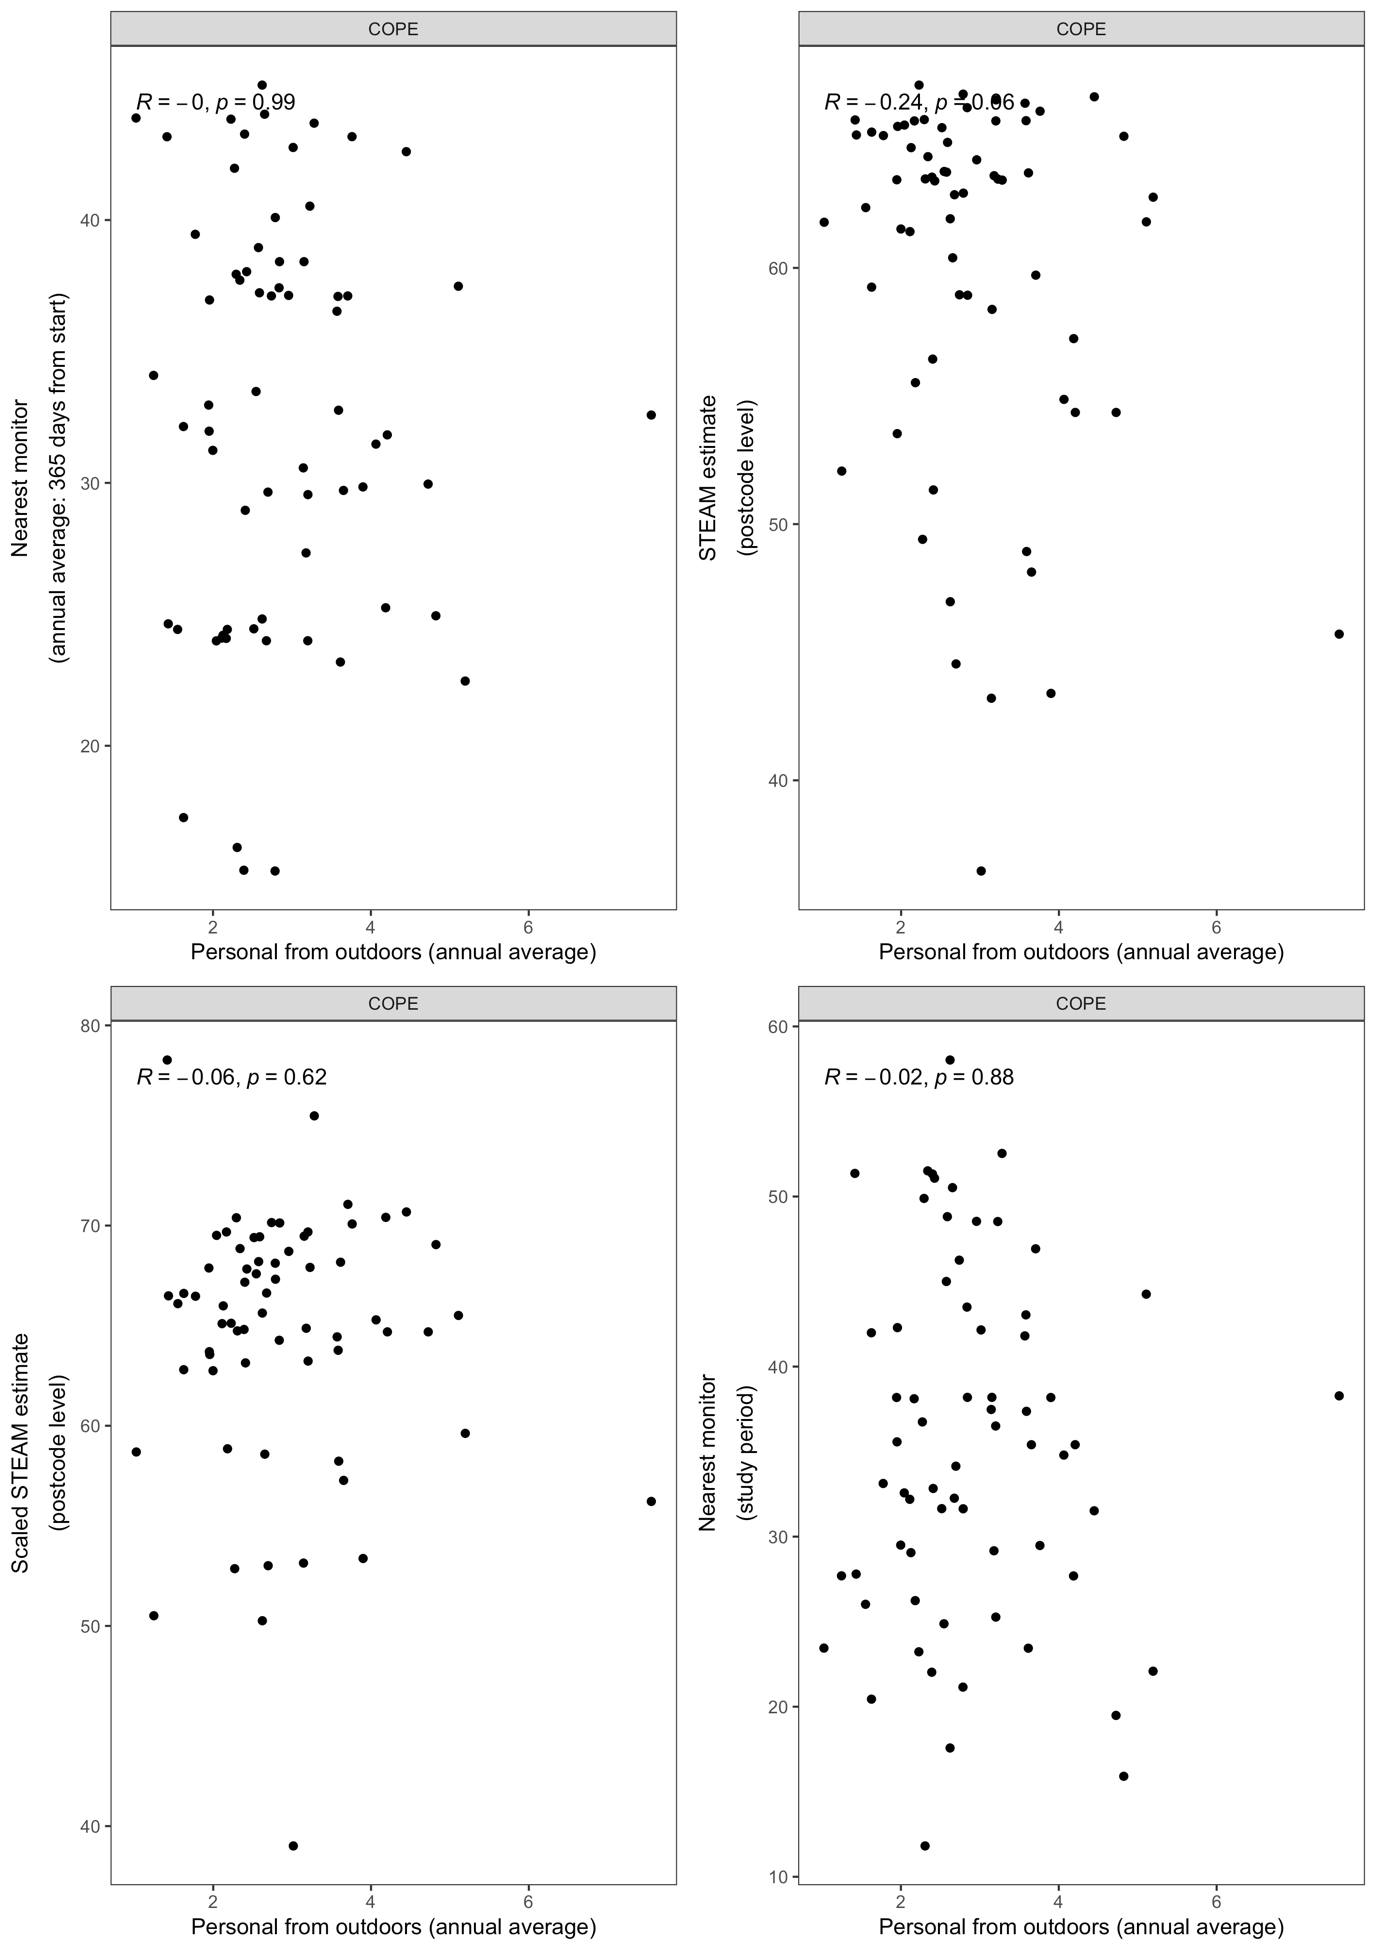 COPE
R = −0, p = 0.99
40
30
20
Nearest monitor
(annual average: 365 days from start)
2 4 6
Personal from outdoors (annual average)
COPE
R = −0.24, p = 0.06
60
50
40
STEAM estimate
(postcode level)
2 4 6
Personal from outdoors (annual average)
COPE
R = −0.06, p = 0.62
80
70
60
50
40
Scaled STEAM estimate
(postcode level)
2 4 6
Personal from outdoors (annual average)
COPE
R = −0.02, p = 0.88
60
50
40
30
20
10
Nearest monitor
(study period)
2 4 6
Personal from outdoors (annual average)